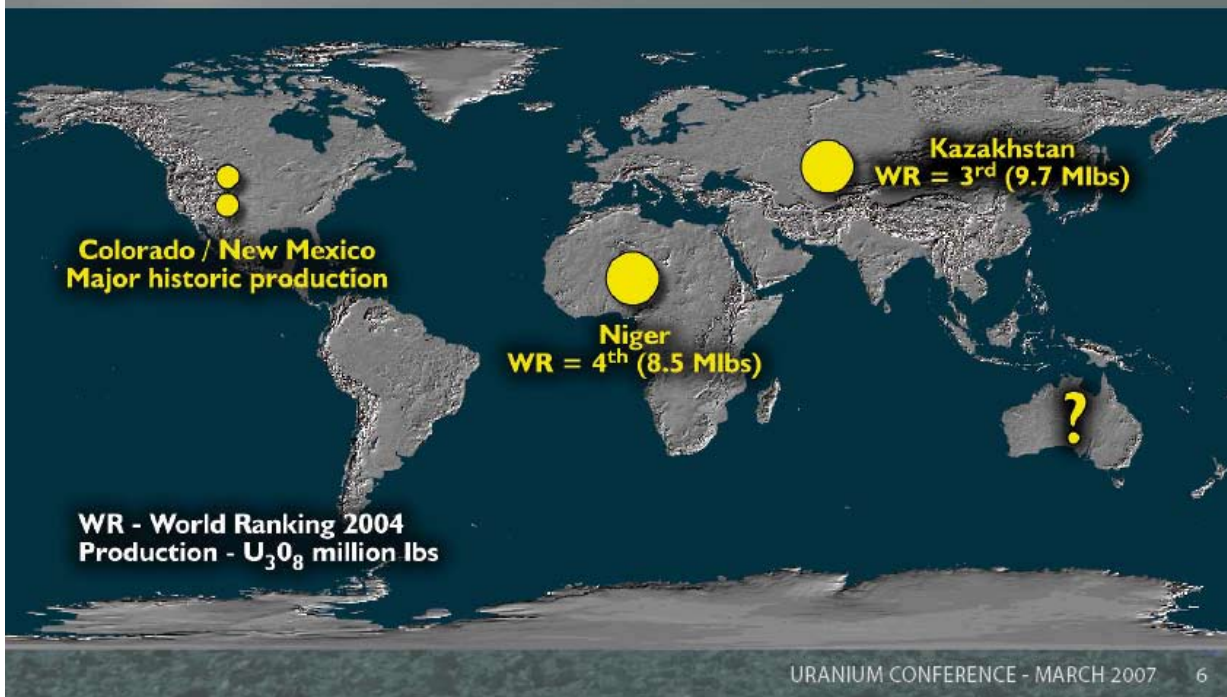 Kazakhstan
WR = 3rd (9.7 Mlbs)
Colorado / New Mexico
Major historic production
Niger
WR = 4th (8.5 Mlbs)
?
WR - World Ranking 2004
Production - U₃0₈ million lbs
URANIUM CONFERENCE - MARCH 2007 6